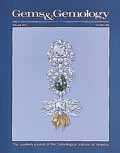 Gems&Gemology
The quarterly journal of the Gemological Institute of America